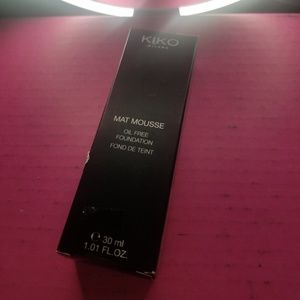 KIKO
MILANO
MAT MOUSSE
OIL FREE
FOUNDATION
FOND DE TEINT
℮ 30 ml
1.01 FL.OZ.